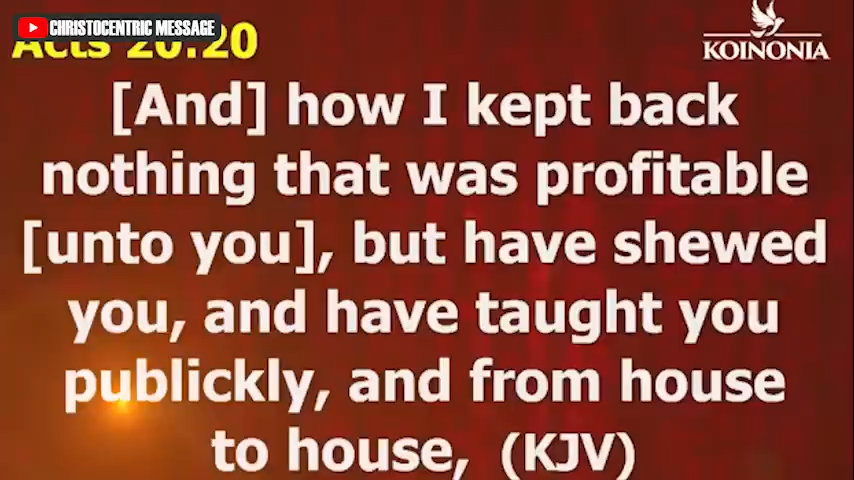 CHRISTOCENTRIC MESSAGE
Acts 20:20
KOINONIA
[And] how I kept back
nothing that was profitable
[unto you], but have shewed
you, and have taught you
publickly, and from house
to house, (KJV)